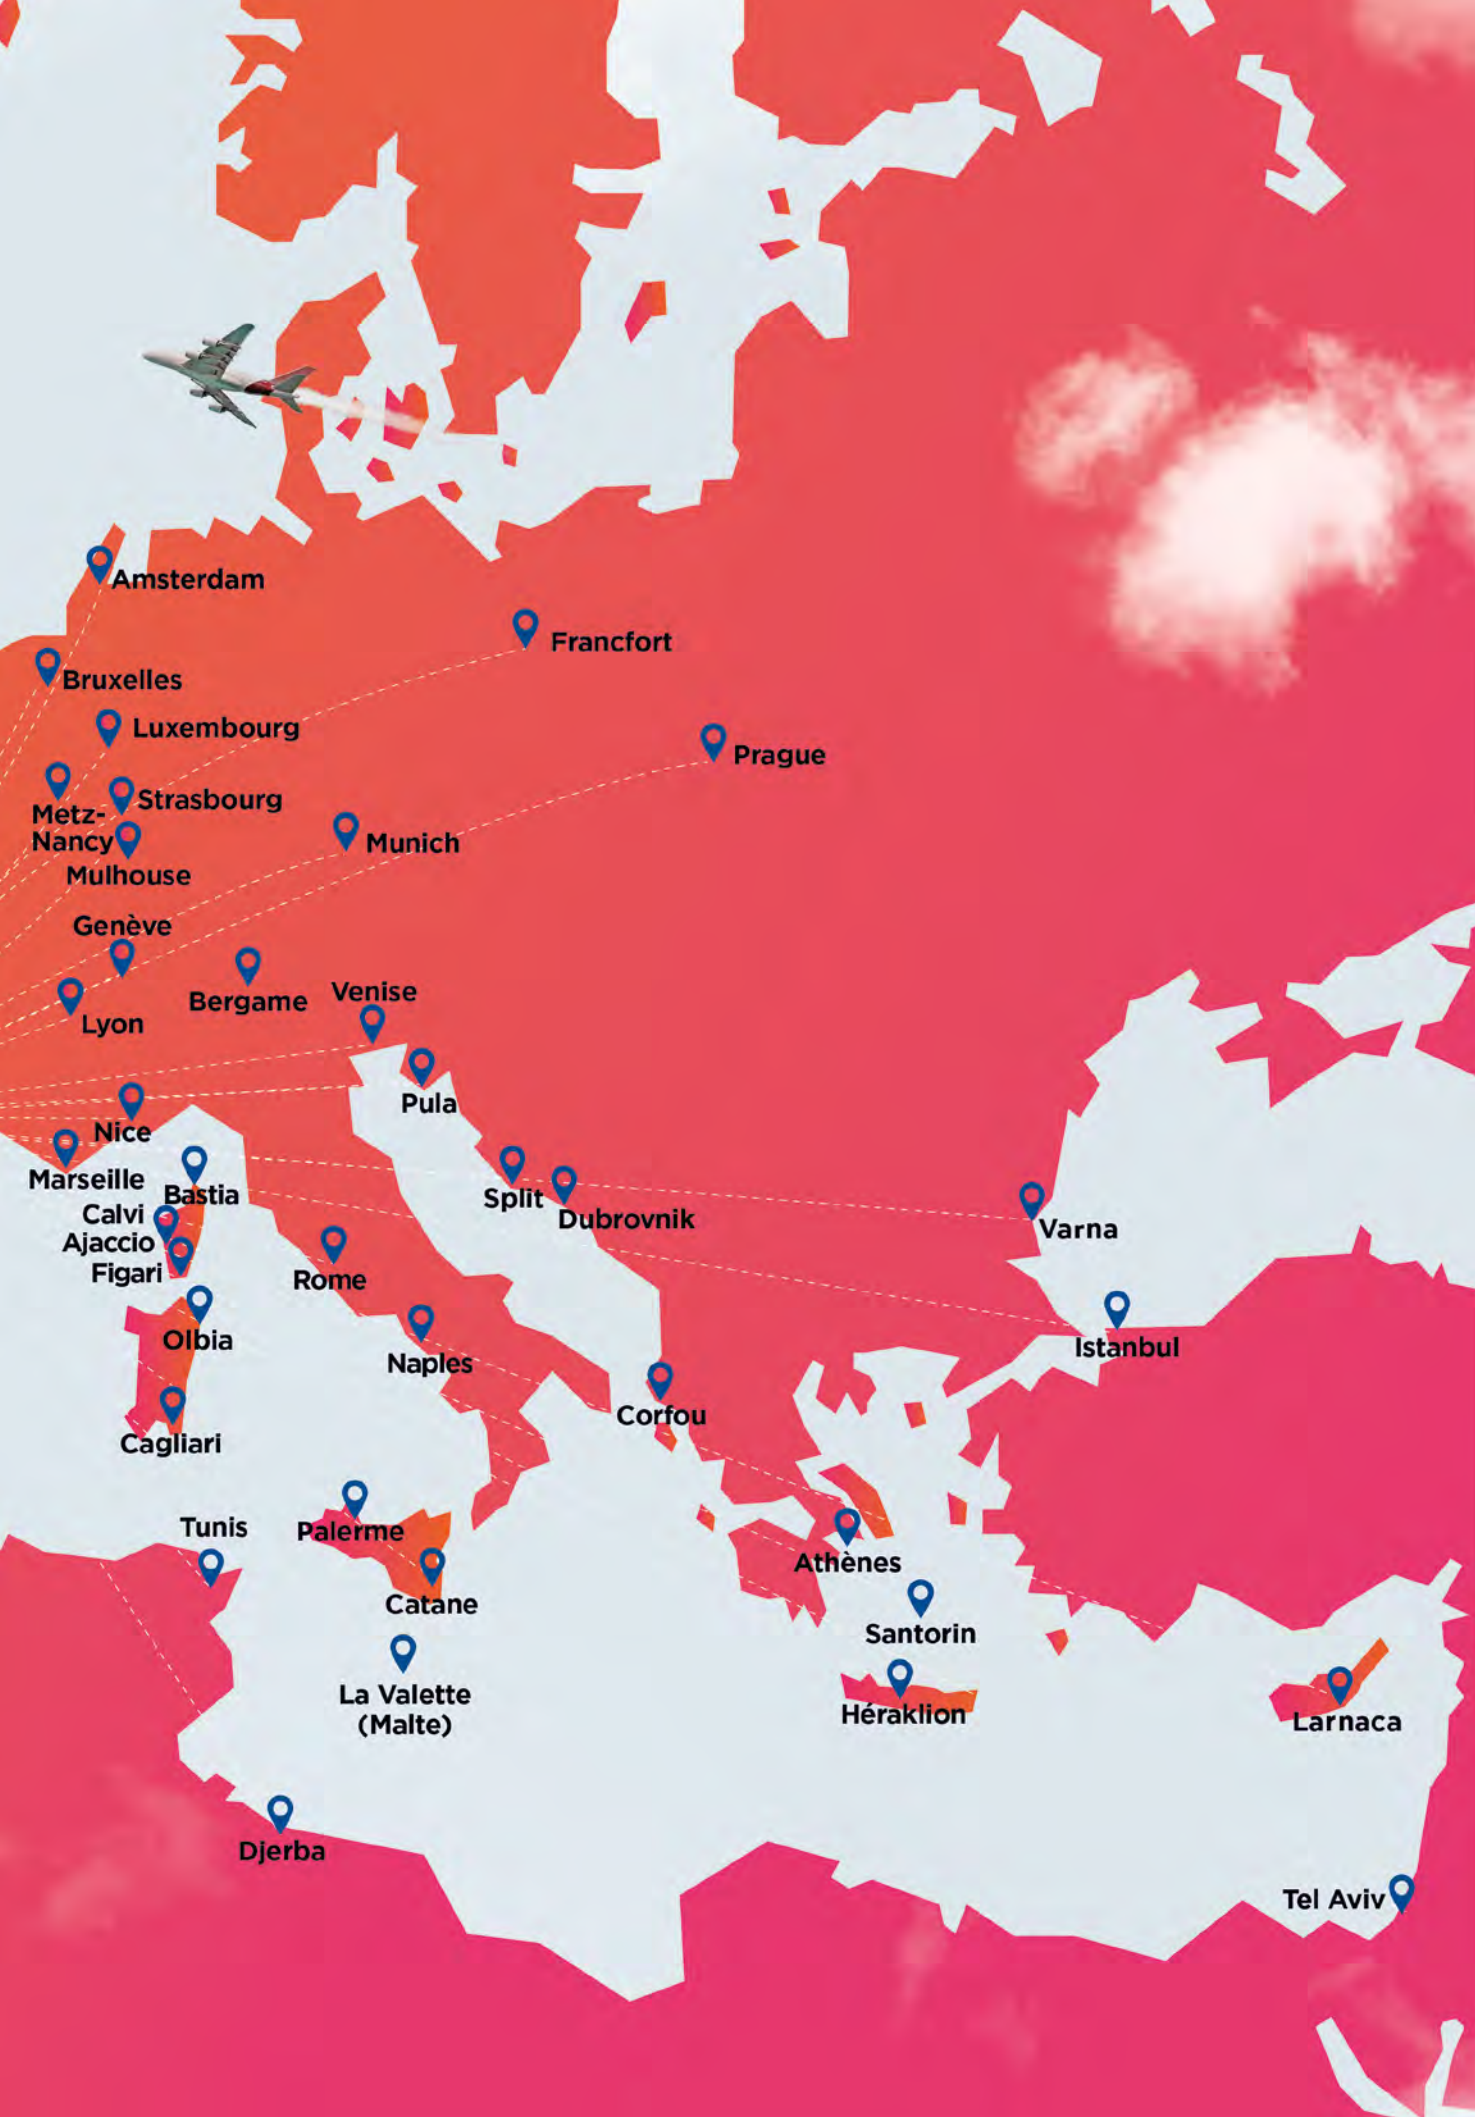 Amsterdam
Francfort
Bruxelles
Luxembourg
Prague
Strasbourg
Metz-
Nancy
Munich
Mulhouse
Genève
Venise
Bergame
Lyon
Pula
Nice
Marseille
Bastia
Split
Calvi
Dubrovnik
Varna
Ajaccio
Figari
Rome
Olbia
Istanbul
Naples
Corfou
Cagliari
Tunis
Palerme
Athènes
Catane
Santorin
La Valette
(Malte)
Héraklion
Larnaca
Djerba
Tel Aviv